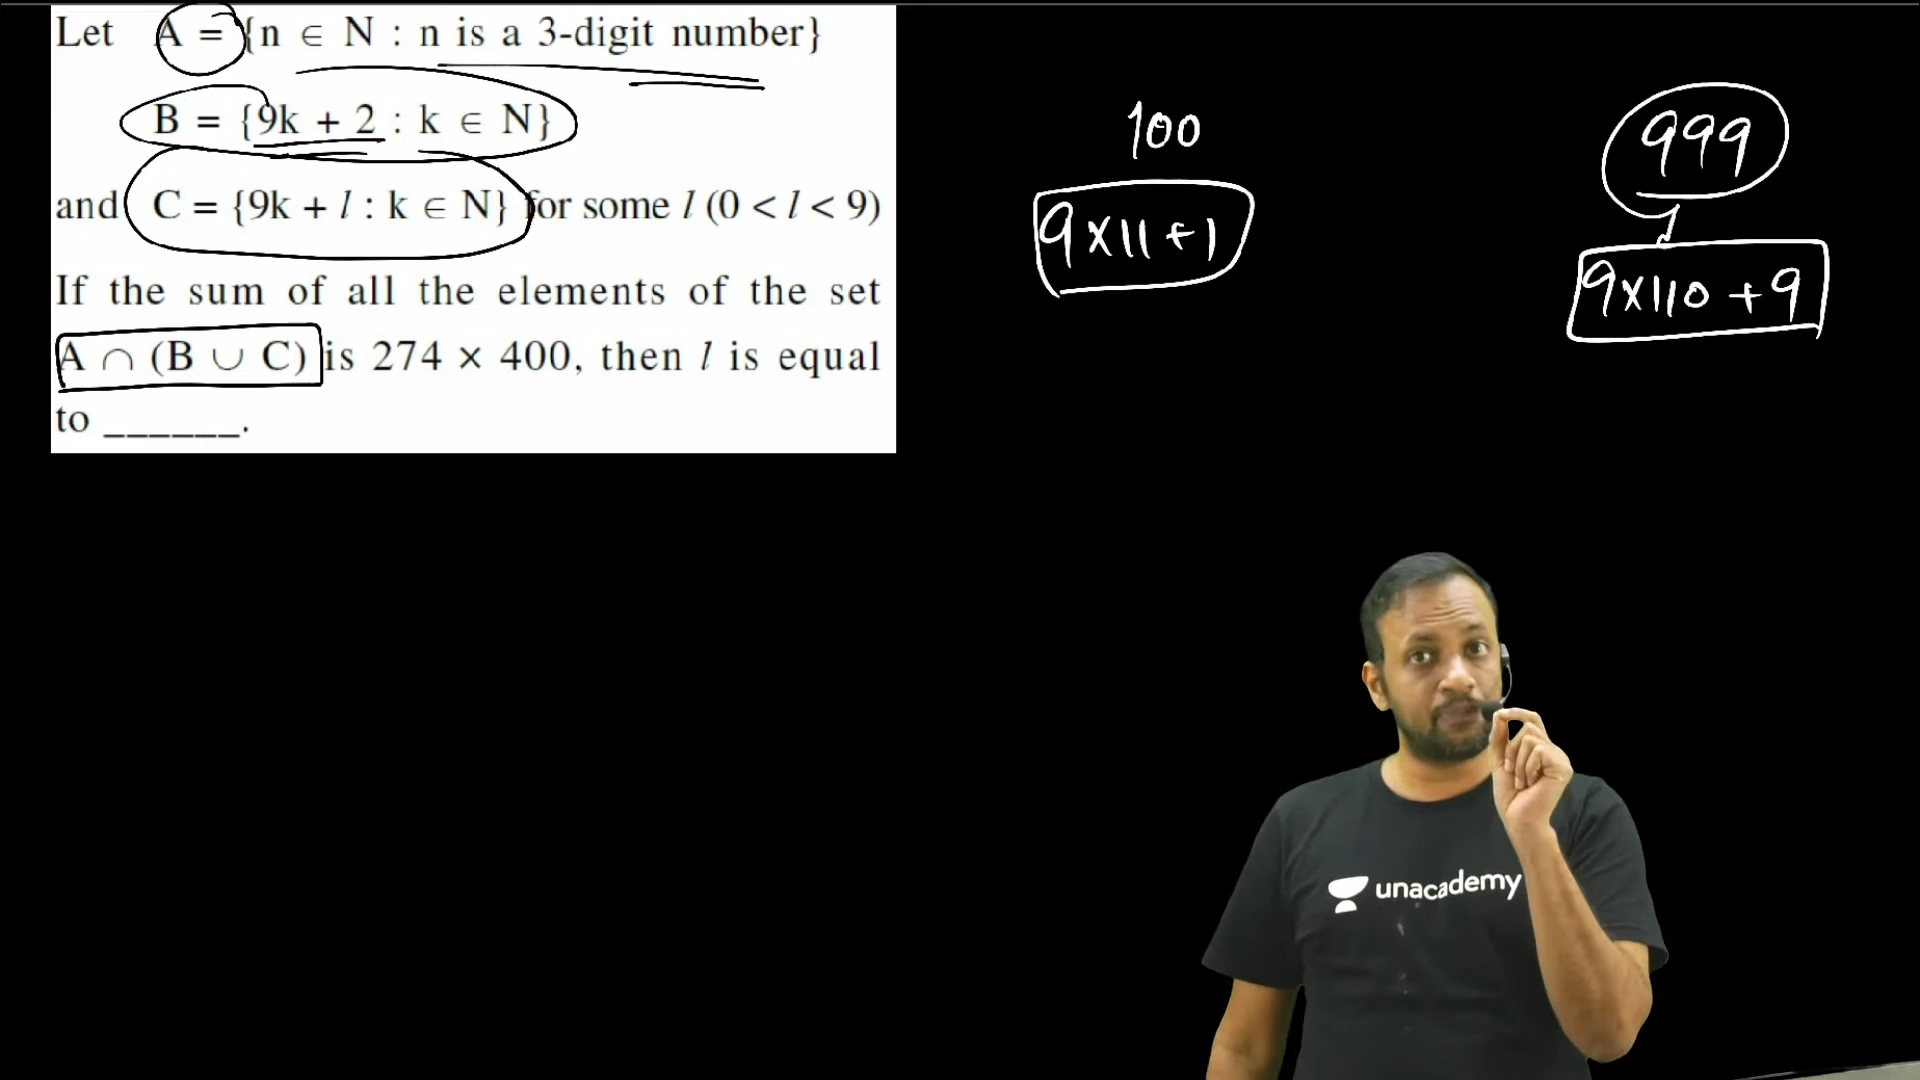 Let A = {n ∈ N : n is a 3-digit number}
B = {9k + 2 : k ∈ N}
and C = {9k + l : k ∈ N} for some l (0 < l < 9)
If the sum of all the elements of the set
A ∩ (B ∪ C) is 274 × 400, then l is equal
to ______.
100
9×11+1
999
9×110+9
unacademy